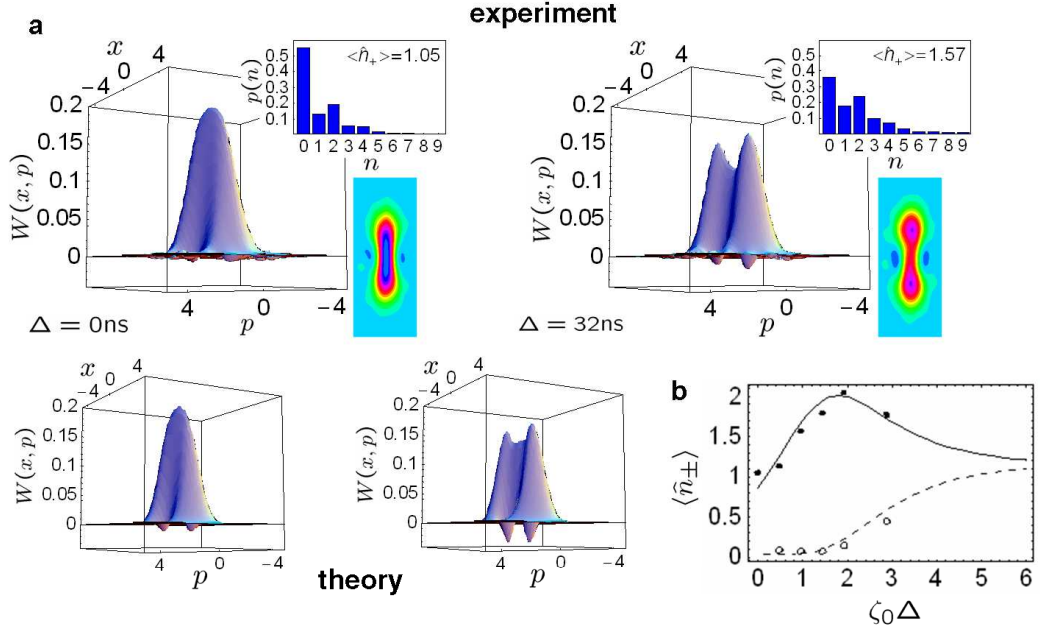 experiment
a
x
4
0
−4
0.2
0.15
0.1
0.05
0
W(x, p)
4
0
−4
p
Δ = 0ns
0.5
0.4
0.3
0.2
0.1
p(n)
<n̂₊>=1.05
0 1 2 3 4 5 6 7 8 9
n
x
4
0
−4
0.2
0.15
0.1
0.05
0
W(x, p)
4
0
−4
p
Δ = 32ns
0.5
0.4
0.3
0.2
0.1
p(n)
<n̂₊>=1.57
0 1 2 3 4 5 6 7 8 9
n
x
4
0
−4
0.2
0.15
0.1
0.05
0
W(x, p)
4
0
−4
p
x
4
0
−4
0.2
0.15
0.1
0.05
0
W(x, p)
4
0
−4
p
theory
b
2
1.5
1
0.5
0
⟨n̂±⟩
0 1 2 3 4 5 6
ζ₀Δ